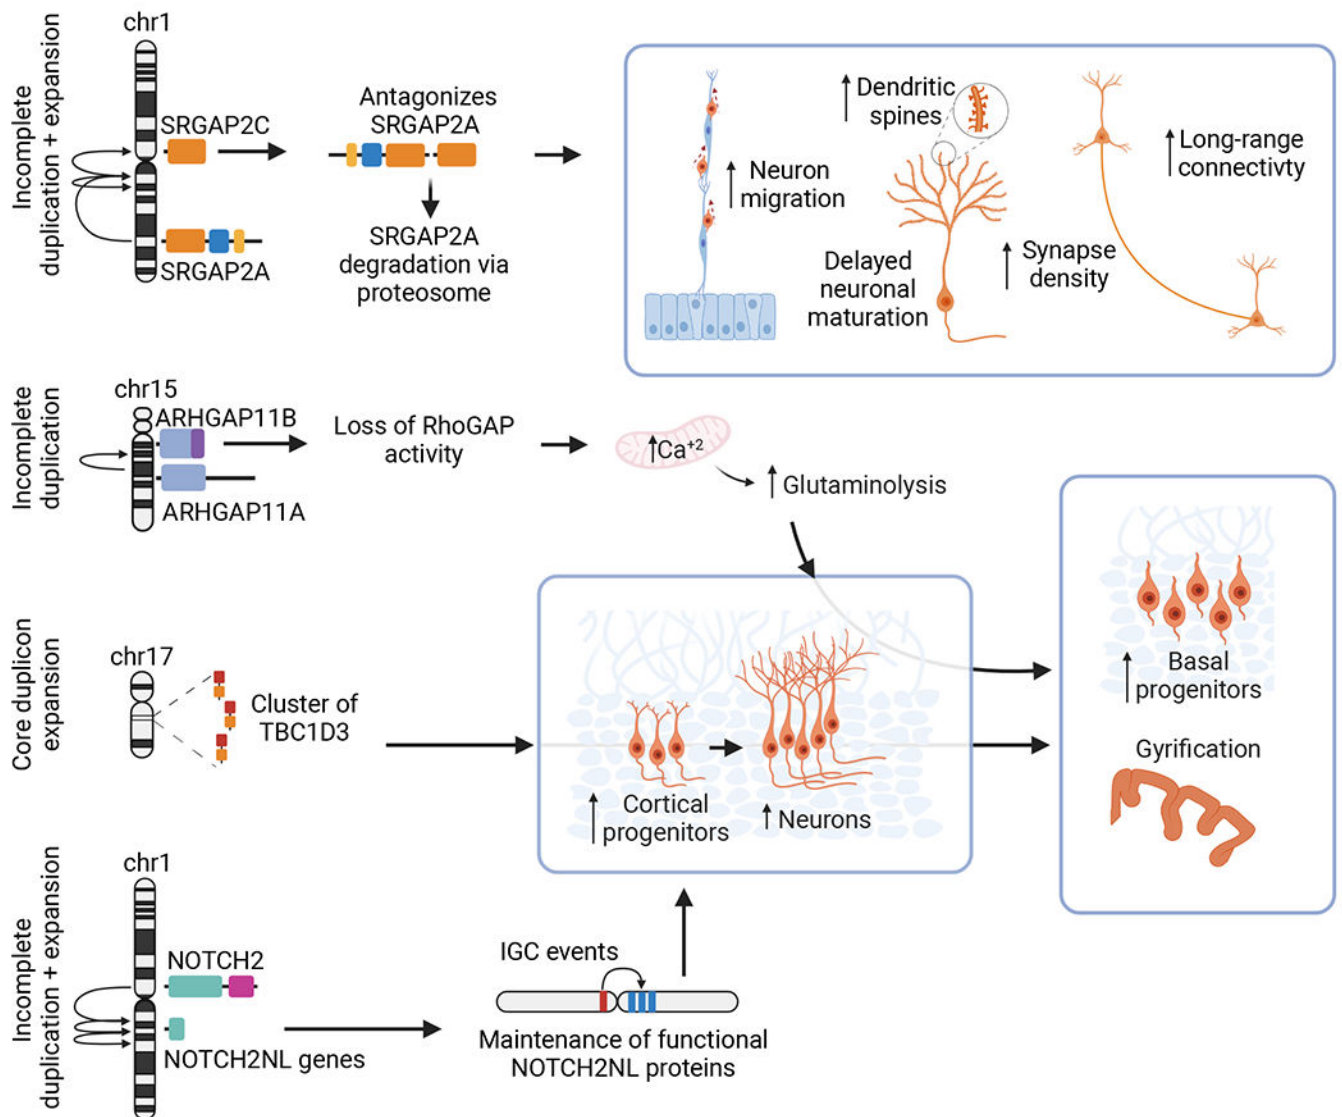 Incomplete
duplication + expansion
chr1
SRGAP2C
SRGAP2A
Antagonizes
SRGAP2A
SRGAP2A
degradation via
proteosome
Neuron
migration
Dendritic
spines
Delayed
neuronal
maturation
Synapse
density
Long-range
connectivty
Incomplete
duplication
chr15
ARHGAP11B
ARHGAP11A
Loss of RhoGAP
activity
Ca+2
Glutaminolysis
Core duplicon
expansion
chr17
Cluster of
TBC1D3
Cortical
progenitors
Neurons
Basal
progenitors
Gyrification
Incomplete
duplication + expansion
chr1
NOTCH2
NOTCH2NL genes
IGC events
Maintenance of functional
NOTCH2NL proteins